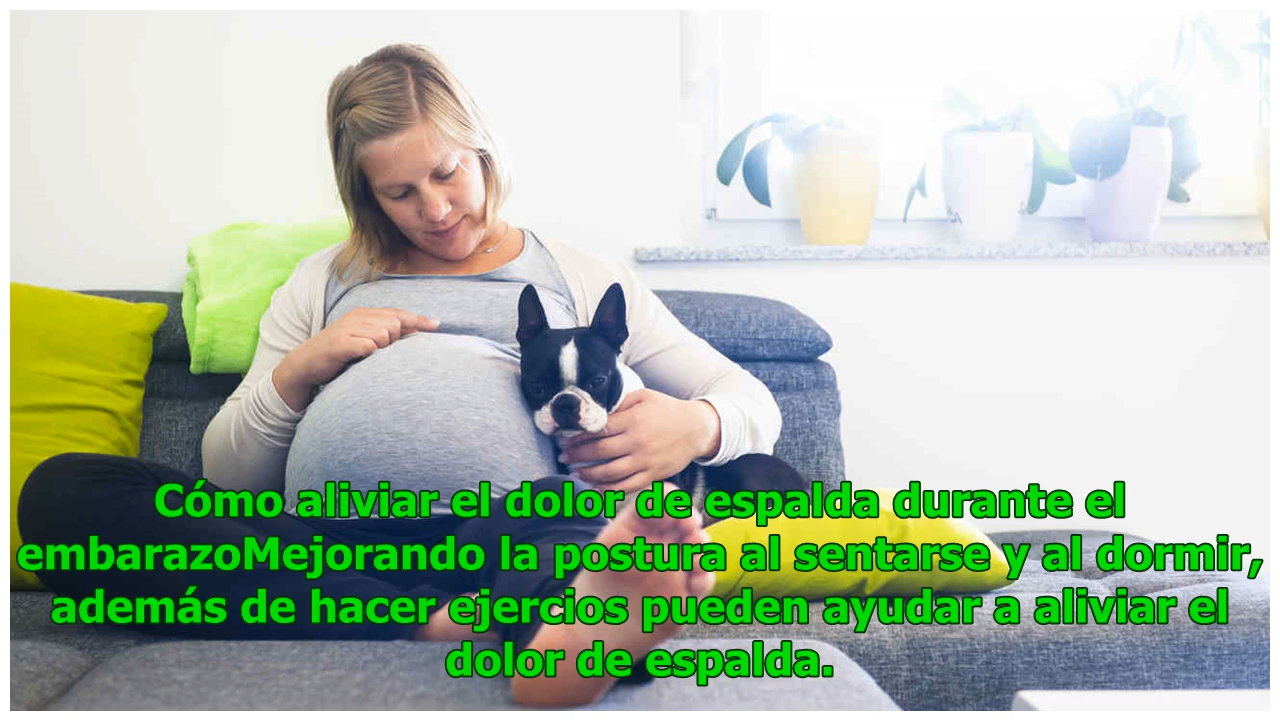 Cómo aliviar el dolor de espalda durante el
embarazoMejorando la postura al sentarse y al dormir,
además de hacer ejercios pueden ayudar a aliviar el
dolor de espalda.